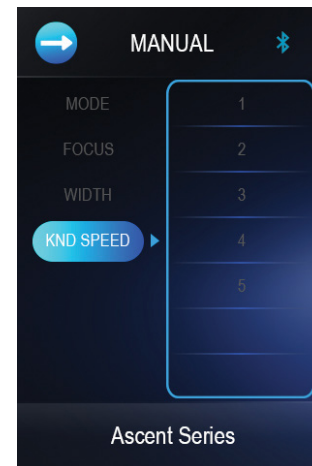 MANUAL
MODE
FOCUS
WIDTH
KND SPEED
1
2
3
4
5
Ascent Series